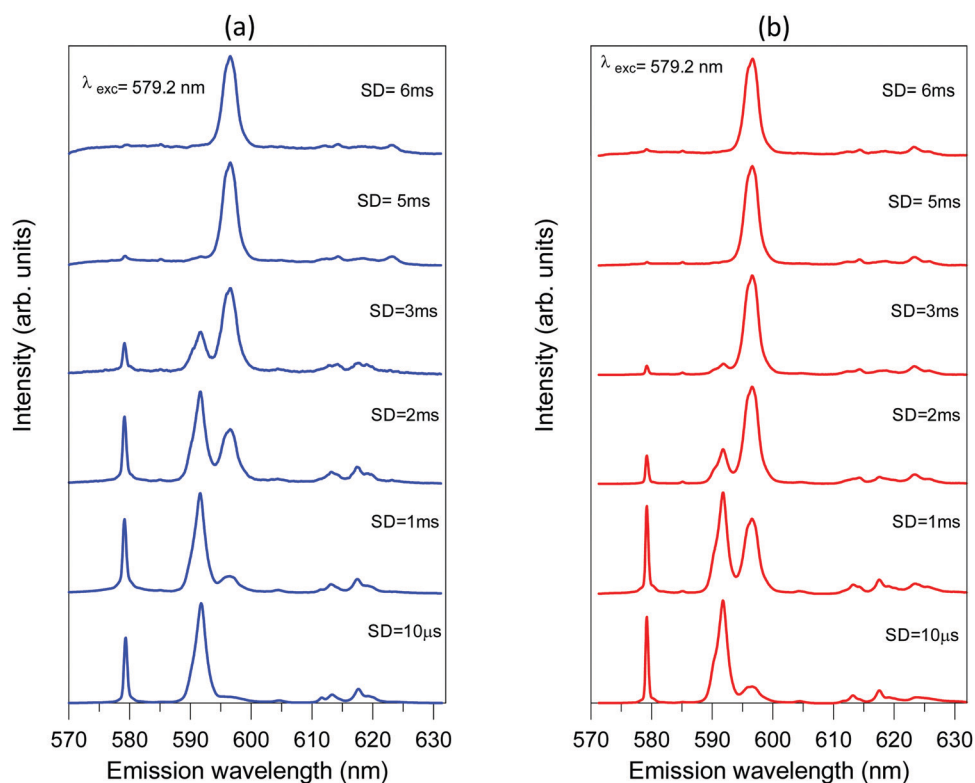 (a)
λ exc= 579.2 nm
SD= 6ms
SD= 5ms
SD=3ms
SD=2ms
SD=1ms
SD=10μs
Intensity (arb. units)
570 580 590 600 610 620 630
Emission wavelength (nm)
(b)
λ exc= 579.2 nm
SD= 6ms
SD= 5ms
SD=3ms
SD=2ms
SD=1ms
SD=10μs
Intensity (arb. units)
570 580 590 600 610 620 630
Emission wavelength (nm)